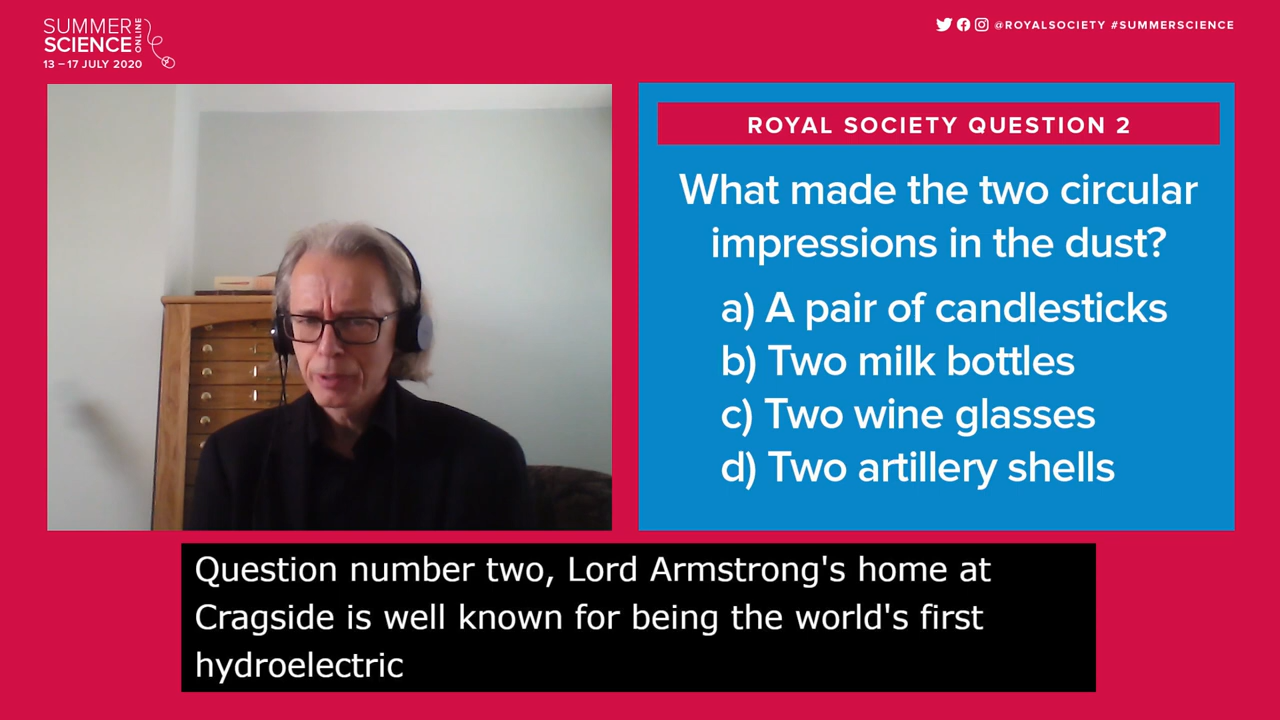 SUMMER
SCIENCE
ONLINE
13 – 17 JULY 2020
@ROYALSOCIETY #SUMMERSCIENCE
ROYAL SOCIETY QUESTION 2
What made the two circular
impressions in the dust?
a) A pair of candlesticks
b) Two milk bottles
c) Two wine glasses
d) Two artillery shells
Question number two, Lord Armstrong's home at
Cragside is well known for being the world's first
hydroelectric